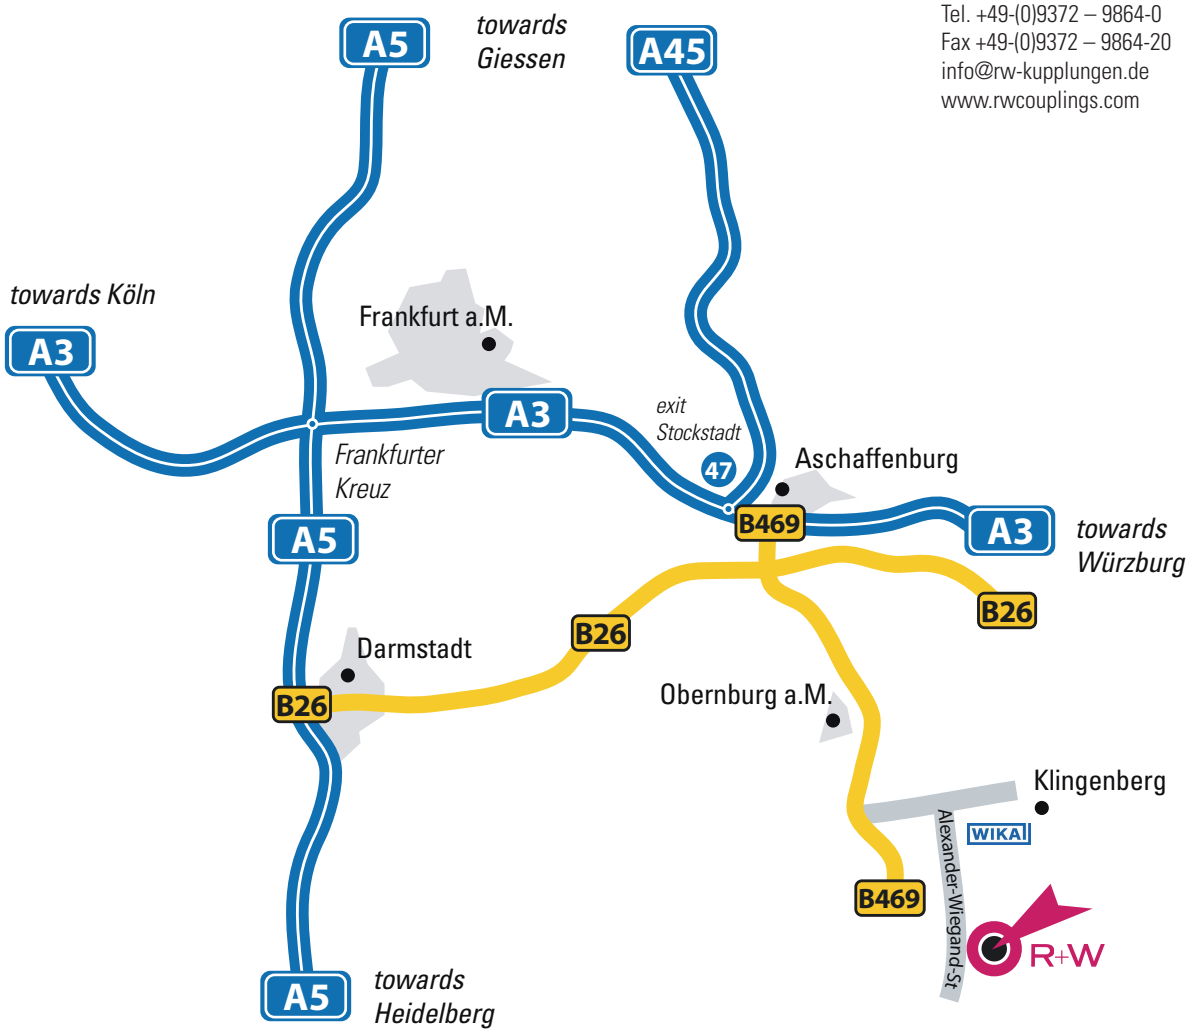 Tel. +49-(0)9372 – 9864-0
Fax +49-(0)9372 – 9864-20
info@rw-kupplungen.de
www.rwcouplings.com
A5
towards
Giessen
A45
towards Köln
A3
Frankfurt a.M.
A3
exit
Stockstadt
47
Frankfurter
Kreuz
Aschaffenburg
B469
A5
A3
towards
Würzburg
B26
B26
Darmstadt
B26
Obernburg a.M.
Klingenberg
WIKA
Alexander-Wiegand-St
B469
R+W
A5
towards
Heidelberg